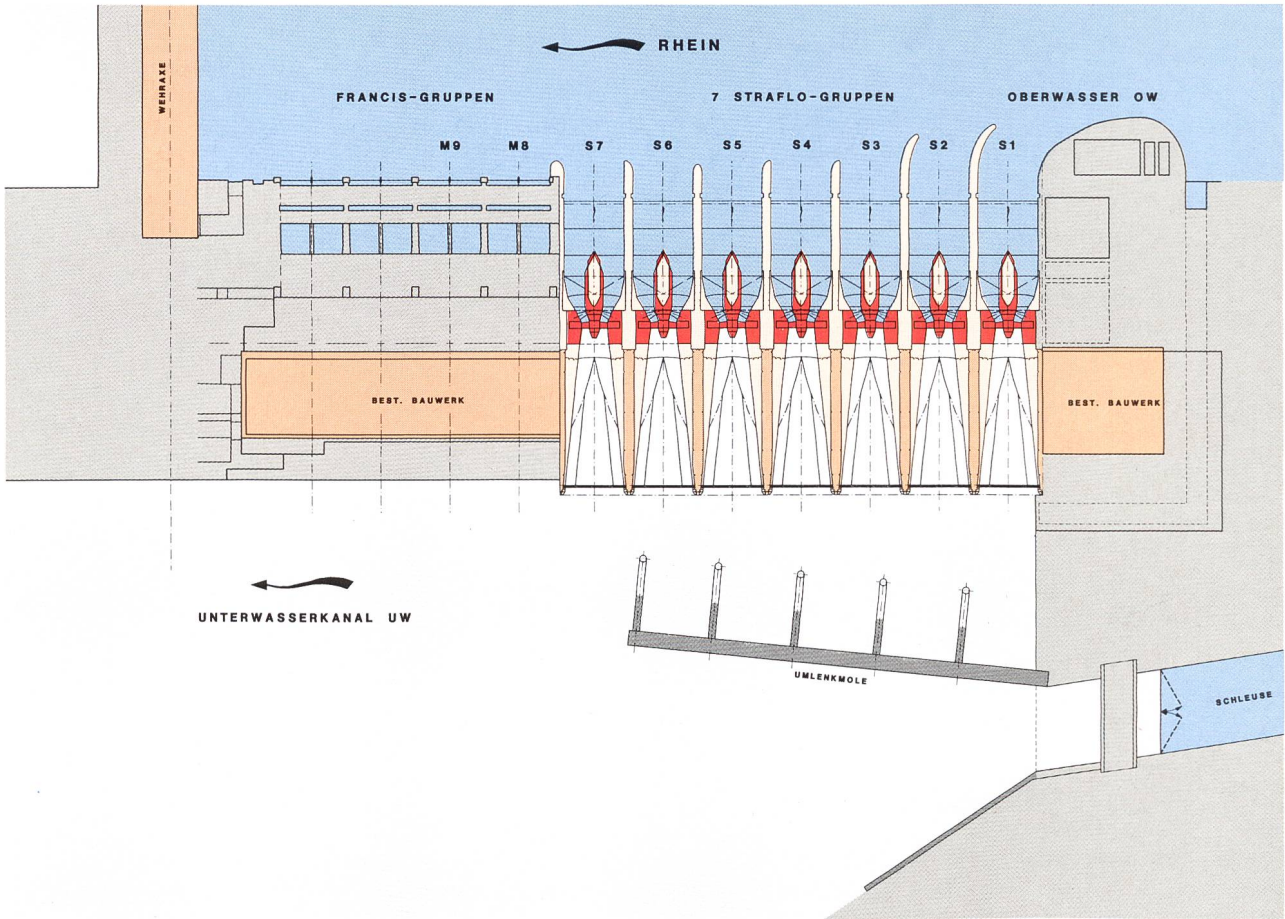 RHEIN
WEHRAXE
FRANCIS-GRUPPEN
7 STRAFLO-GRUPPEN
OBERWASSER OW
M9
M8
S7
S6
S5
S4
S3
S2
S1
BEST. BAUWERK
BEST. BAUWERK
UNTERWASSERKANAL UW
UMLENKMOLE
SCHLEUSE